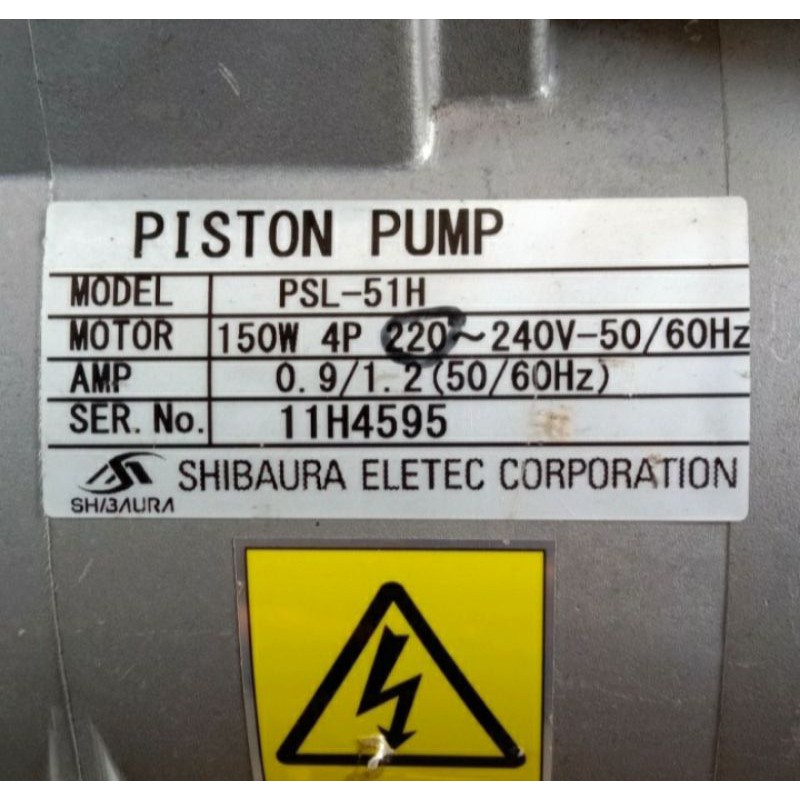 PISTON PUMP
MODEL PSL-51H
MOTOR 150W 4P 220~240V-50/60Hz
AMP 0.9/1.2(50/60Hz)
SER. No. 11H4595
SHIBAURA SHIBAURA ELETEC CORPORATION